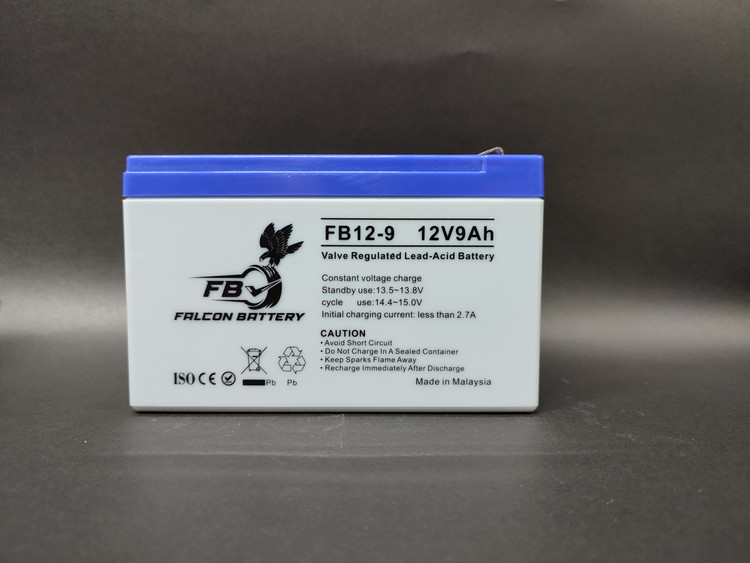 FB12-9 12V9Ah
Valve Regulated Lead-Acid Battery
Constant voltage charge
Standby use:13.5~13.8V
cycle use:14.4~15.0V
Initial charging current: less than 2.7A
FB
FALCON BATTERY
CAUTION
• Avoid Short Circuit
• Do Not Charge In A Sealed Container
• Keep Sparks Flame Away
• Recharge Immediately After Discharge
ISO CE
Pb
Pb
Made in Malaysia